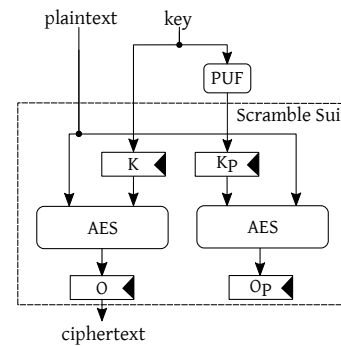 plaintext key
PUF
Scramble Sui
K KP
AES AES
O OP
ciphertext